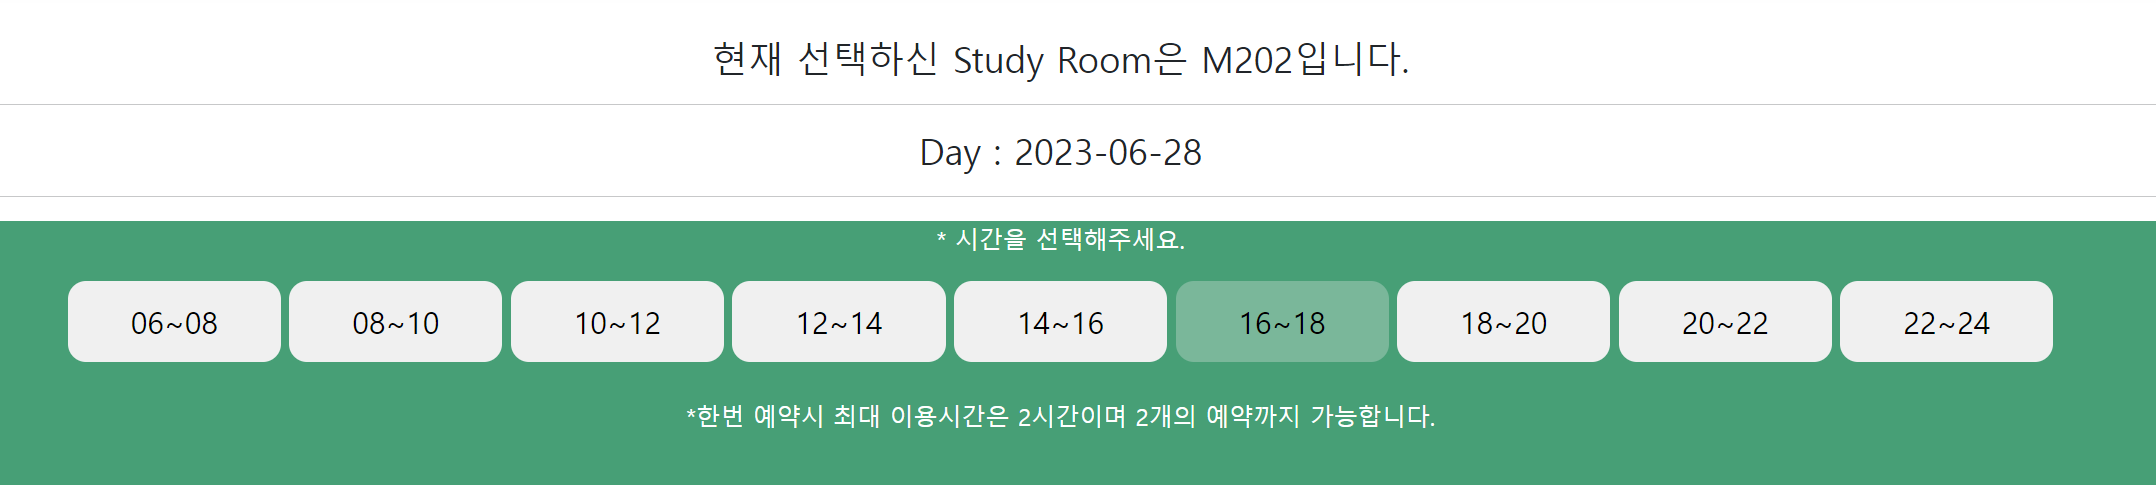 현재 선택하신 Study Room은 M202입니다.
Day : 2023-06-28
* 시간을 선택해주세요.
06~08 08~10 10~12 12~14 14~16 16~18 18~20 20~22 22~24
*한번 예약시 최대 이용시간은 2시간이며 2개의 예약까지 가능합니다.